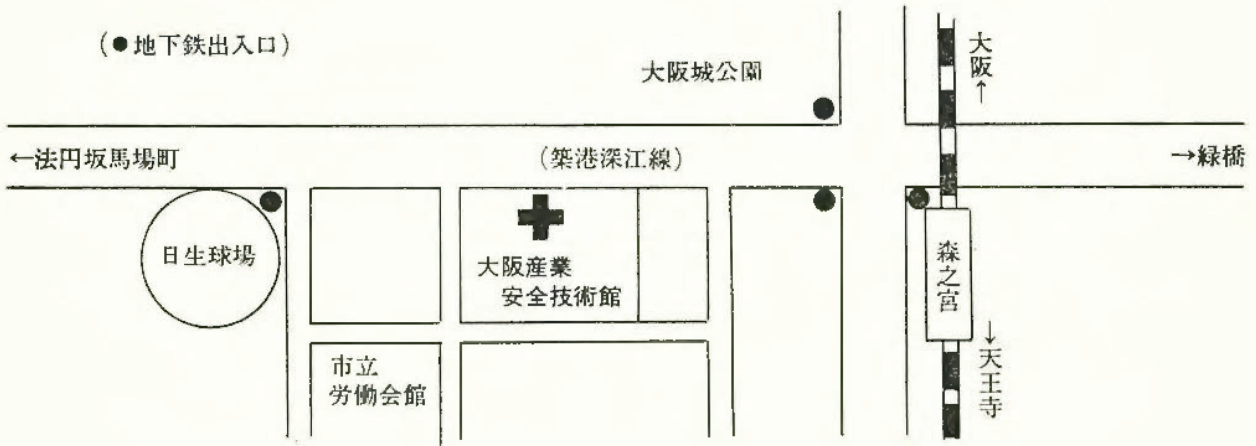 (●地下鉄出入口)
大阪城公園
大阪↑
←法円坂馬場町
(築港深江線)
→緑橋
日生球場
大阪産業
安全技術館
森之宮
市立
労働会館
↓天王寺